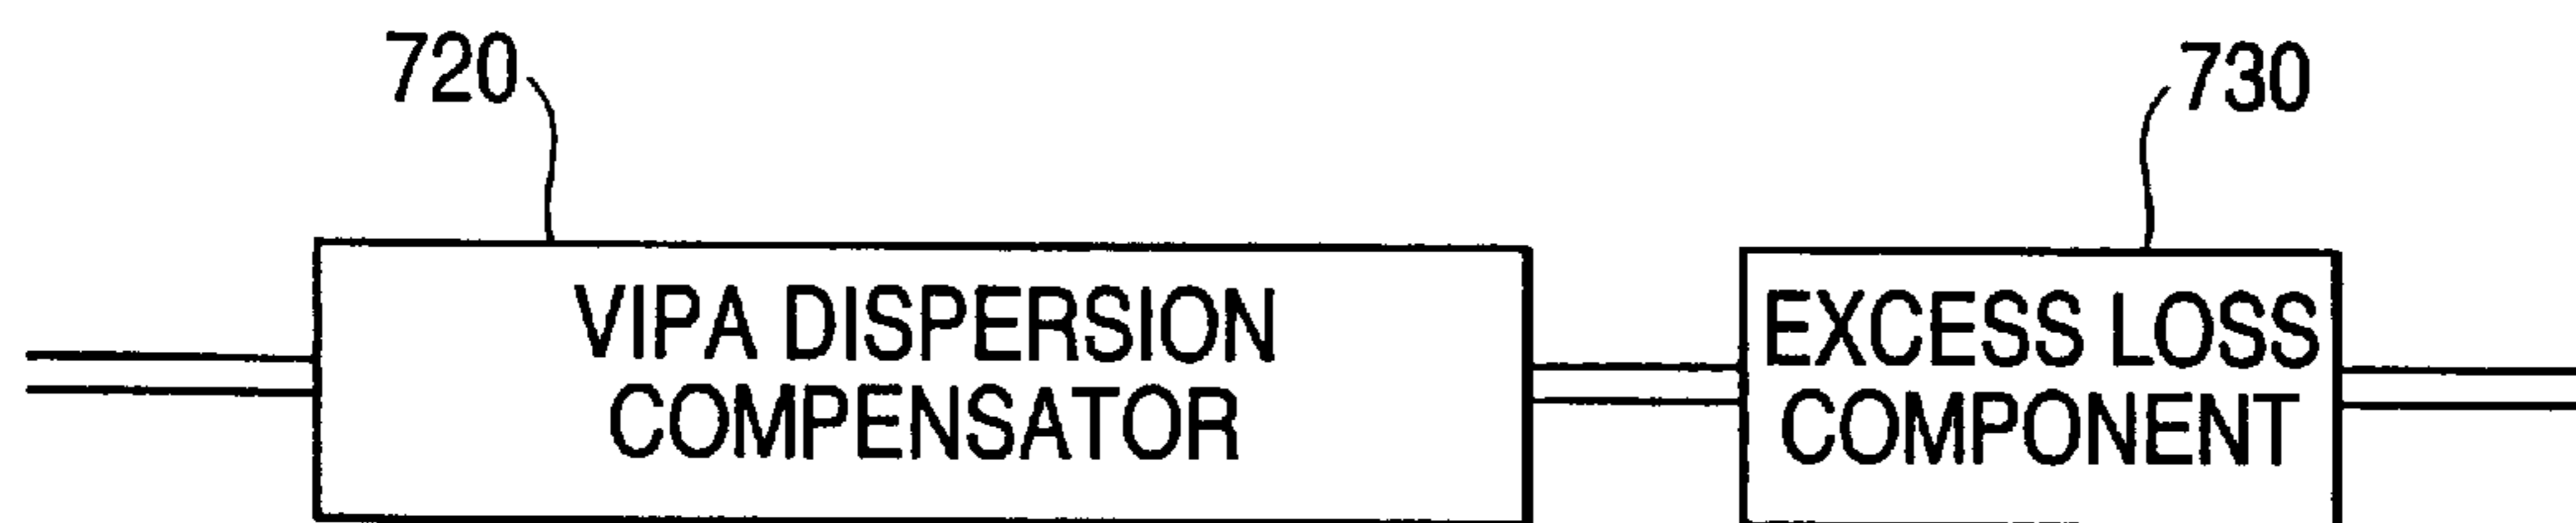 720
730
VIPA DISPERSION
COMPENSATOR
EXCESS LOSS
COMPONENT